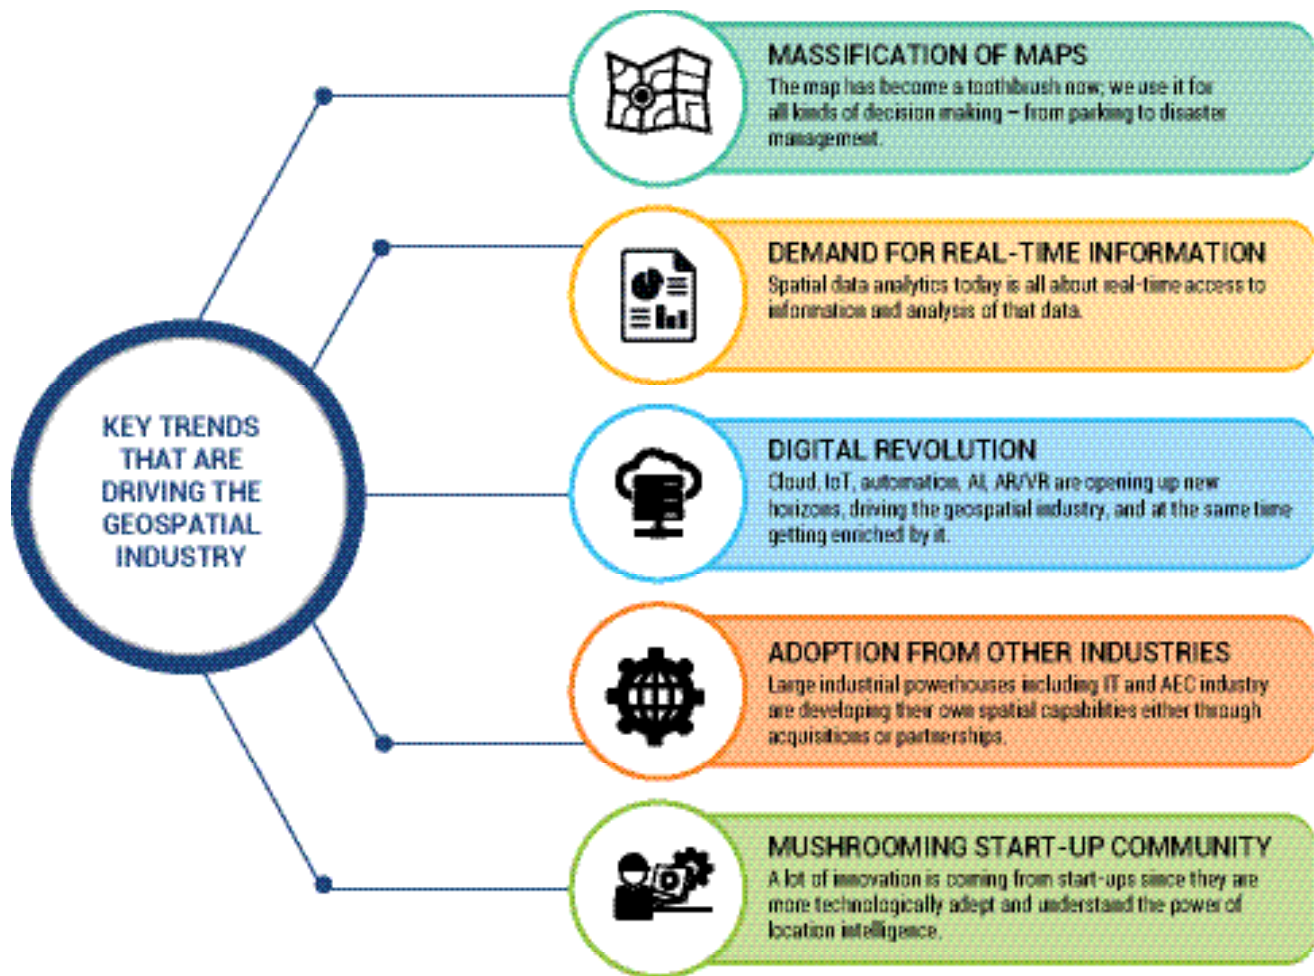 KEY TRENDS
THAT ARE
DRIVING THE
GEOSPATIAL
INDUSTRY
MASSIFICATION OF MAPS
The map has become a toothbrush now; we use it for
all kinds of decision making – from parking to disaster
management.
DEMAND FOR REAL-TIME INFORMATION
Spatial data analytics today is all about real-time access to
information and analysis of that data.
DIGITAL REVOLUTION
Cloud, IoT, automation, AI, AR/VR are opening up new
horizons, driving the geospatial industry, and at the same time
getting enriched by it.
ADOPTION FROM OTHER INDUSTRIES
Large industrial powerhouses including IT and AEC industry
are developing their own spatial capabilities either through
acquisitions or partnerships.
MUSHROOMING START-UP COMMUNITY
A lot of innovation is coming from start-ups since they are
more technologically adept and understand the power of
location intelligence.